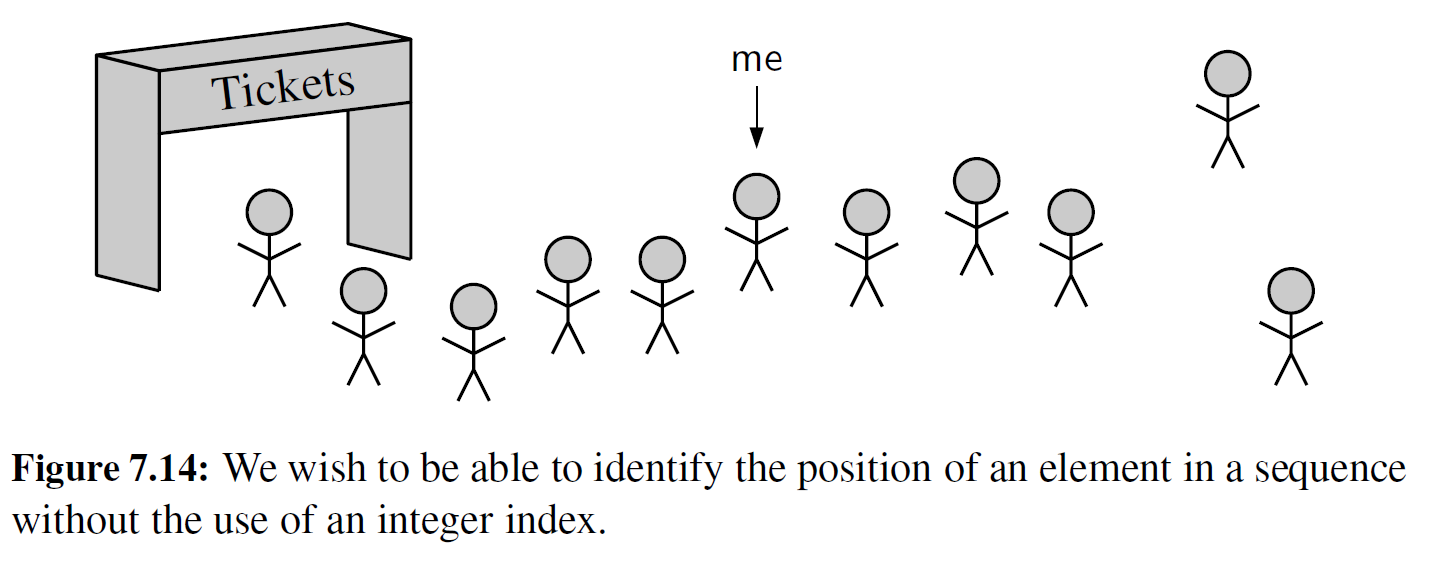 Tickets
me
Figure 7.14: We wish to be able to identify the position of an element in a sequence
without the use of an integer index.